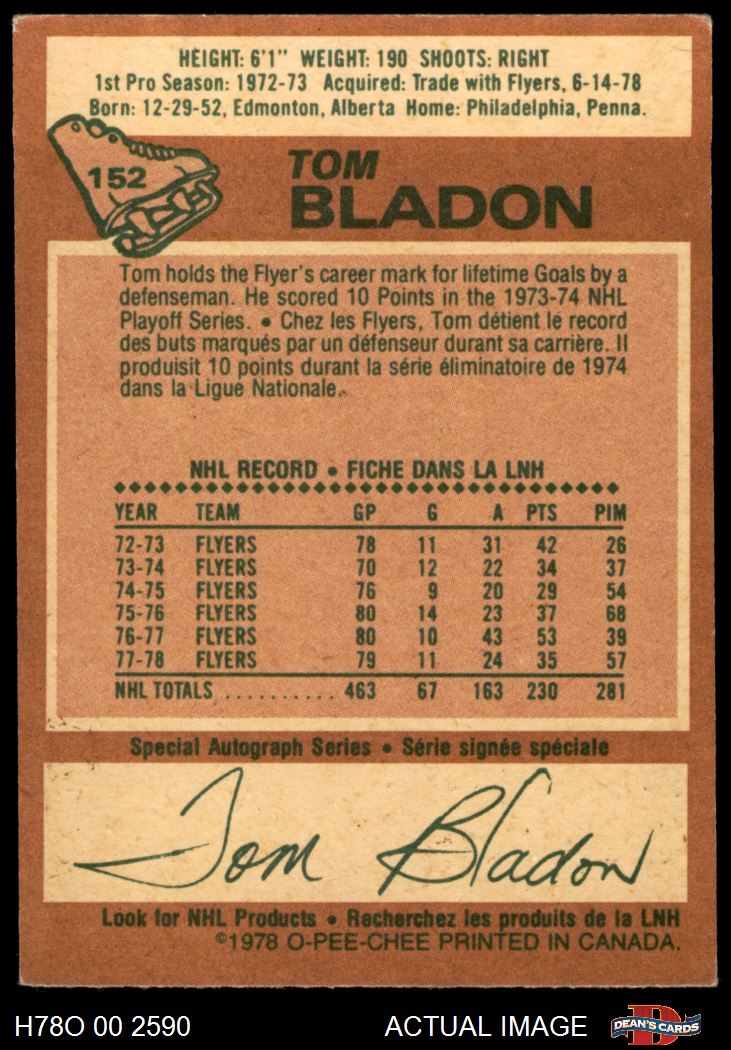 HEIGHT: 6'1" WEIGHT: 190 SHOOTS: RIGHT
1st Pro Season: 1972-73 Acquired: Trade with Flyers, 6-14-78
Born: 12-29-52, Edmonton, Alberta Home: Philadelphia, Penna.
152
TOM
BLADON
Tom holds the Flyer's career mark for lifetime Goals by a
defenseman. He scored 10 Points in the 1973-74 NHL
Playoff Series. • Chez les Flyers, Tom détient le record
des buts marqués par un défenseur durant sa carrière. Il
produisit 10 points durant la série éliminatoire de 1974
dans la Ligue Nationale.
NHL RECORD • FICHE DANS LA LNH
YEAR TEAM GP G A PTS PIM
72-73 FLYERS 78 11 31 42 26
73-74 FLYERS 70 12 22 34 37
74-75 FLYERS 76 9 20 29 54
75-76 FLYERS 80 14 23 37 68
76-77 FLYERS 80 10 43 53 39
77-78 FLYERS 79 11 24 35 57
NHL TOTALS .......... 463 67 163 230 281
Special Autograph Series • Série signée spéciale
Tom Bladon
Look for NHL Products • Recherchez les produits de la LNH
©1978 O-PEE-CHEE PRINTED IN CANADA.
H78O 00 2590 ACTUAL IMAGE D DEAN'S CARDS